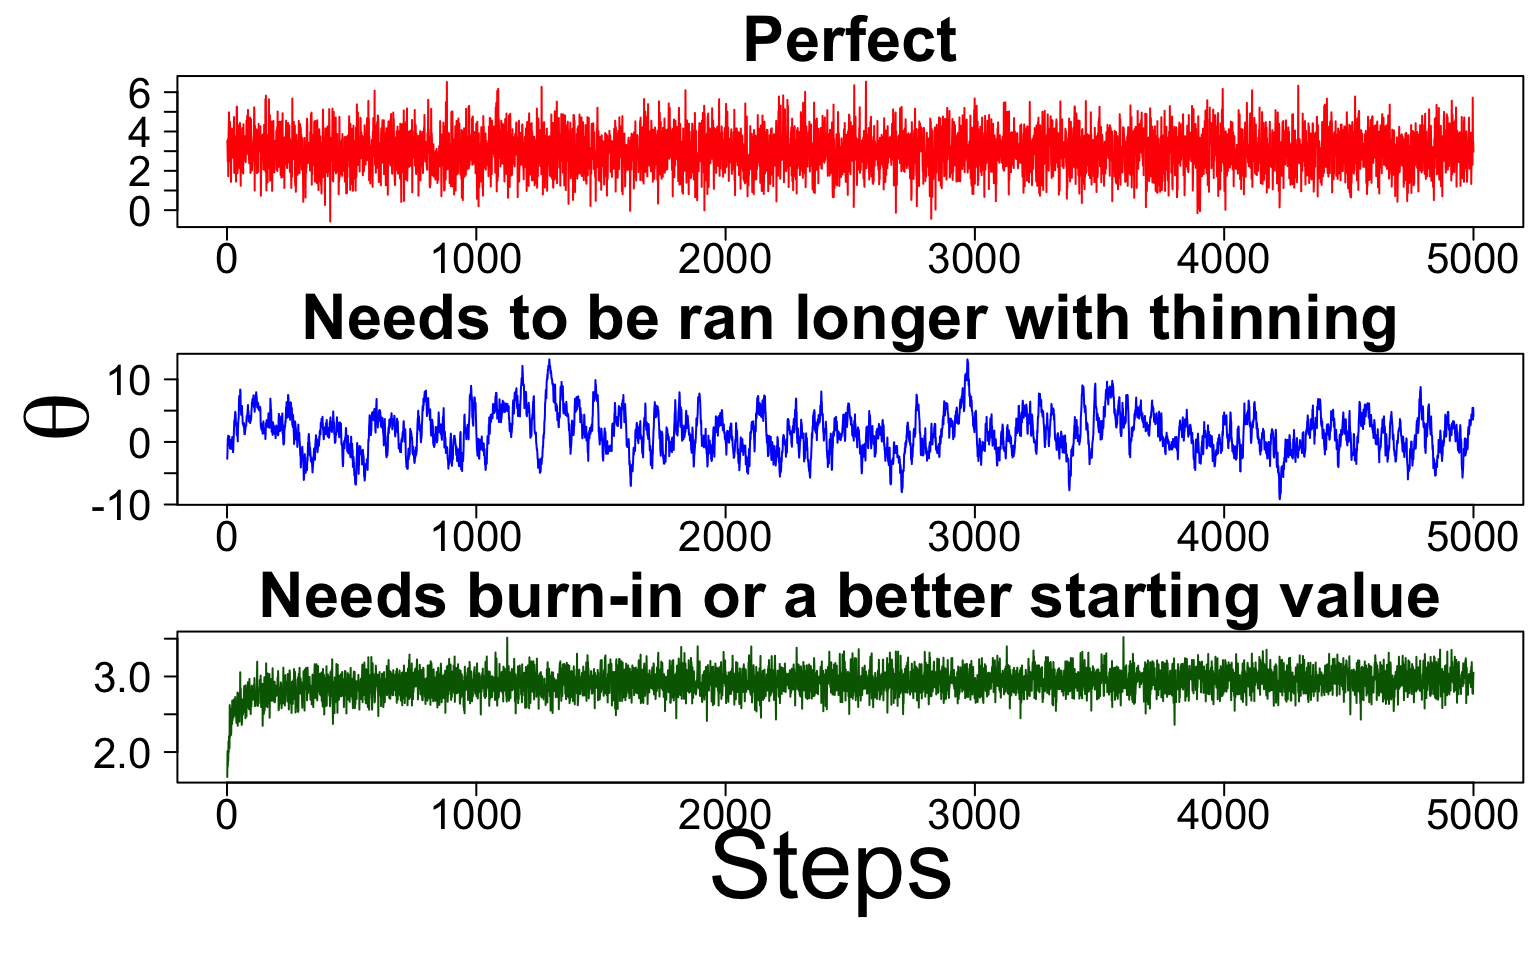 Perfect
6
4
2
0
0 1000 2000 3000 4000 5000
Needs to be ran longer with thinning
θ
10
0
-10
0 1000 2000 3000 4000 5000
Needs burn-in or a better starting value
3.0
2.0
0 1000 2000 3000 4000 5000
Steps